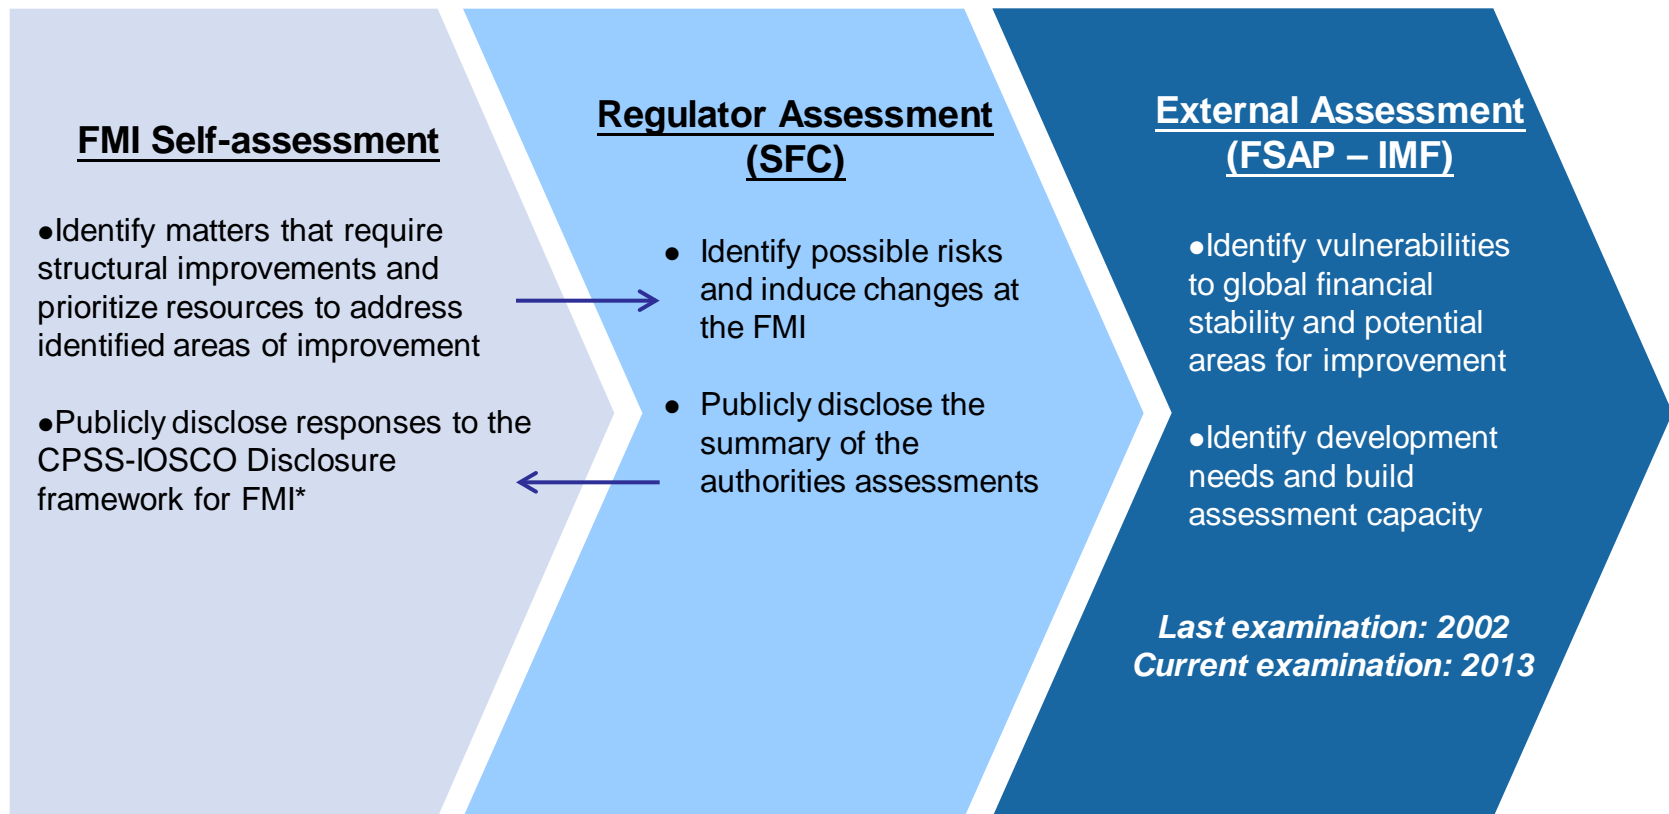 FMI Self-assessment
●Identify matters that require
structural improvements and
prioritize resources to address
identified areas of improvement
●Publicly disclose responses to the
CPSS-IOSCO Disclosure
framework for FMI*
Regulator Assessment
(SFC)
● Identify possible risks
and induce changes at
the FMI
● Publicly disclose the
summary of the
authorities assessments
External Assessment
(FSAP – IMF)
●Identify vulnerabilities
to global financial
stability and potential
areas for improvement
●Identify development
needs and build
assessment capacity
Last examination: 2002
Current examination: 2013